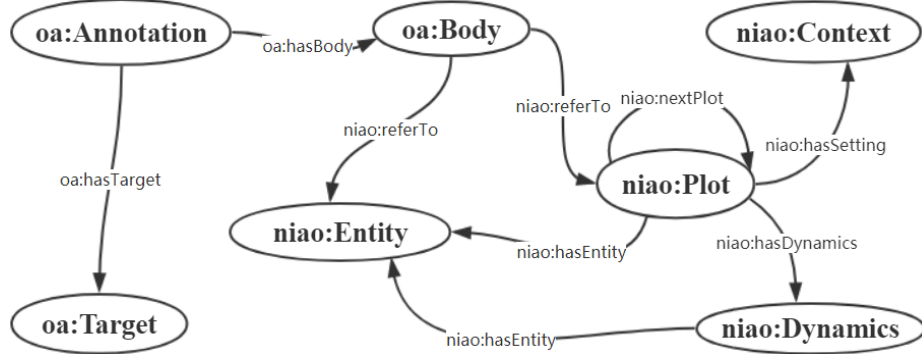 oa:Annotation
oa:hasBody
oa:Body
niao:Context
niao:referTo
niao:nextPlot
niao:referTo
niao:hasSetting
oa:hasTarget
niao:Plot
niao:Entity
niao:hasEntity
niao:hasDynamics
oa:Target
niao:hasEntity
niao:Dynamics